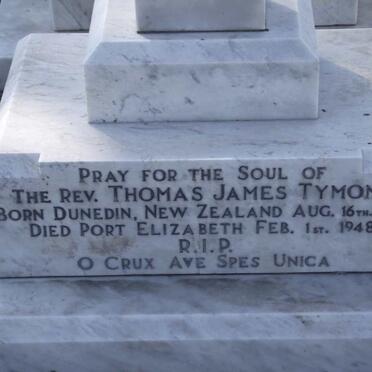 PRAY FOR THE SOUL OF
THE REV. THOMAS JAMES TYMON
BORN DUNEDIN, NEW ZEALAND AUG. 16TH.
DIED PORT ELIZABETH FEB. 1ST. 1948
R.I.P.
O CRUX AVE SPES UNICA